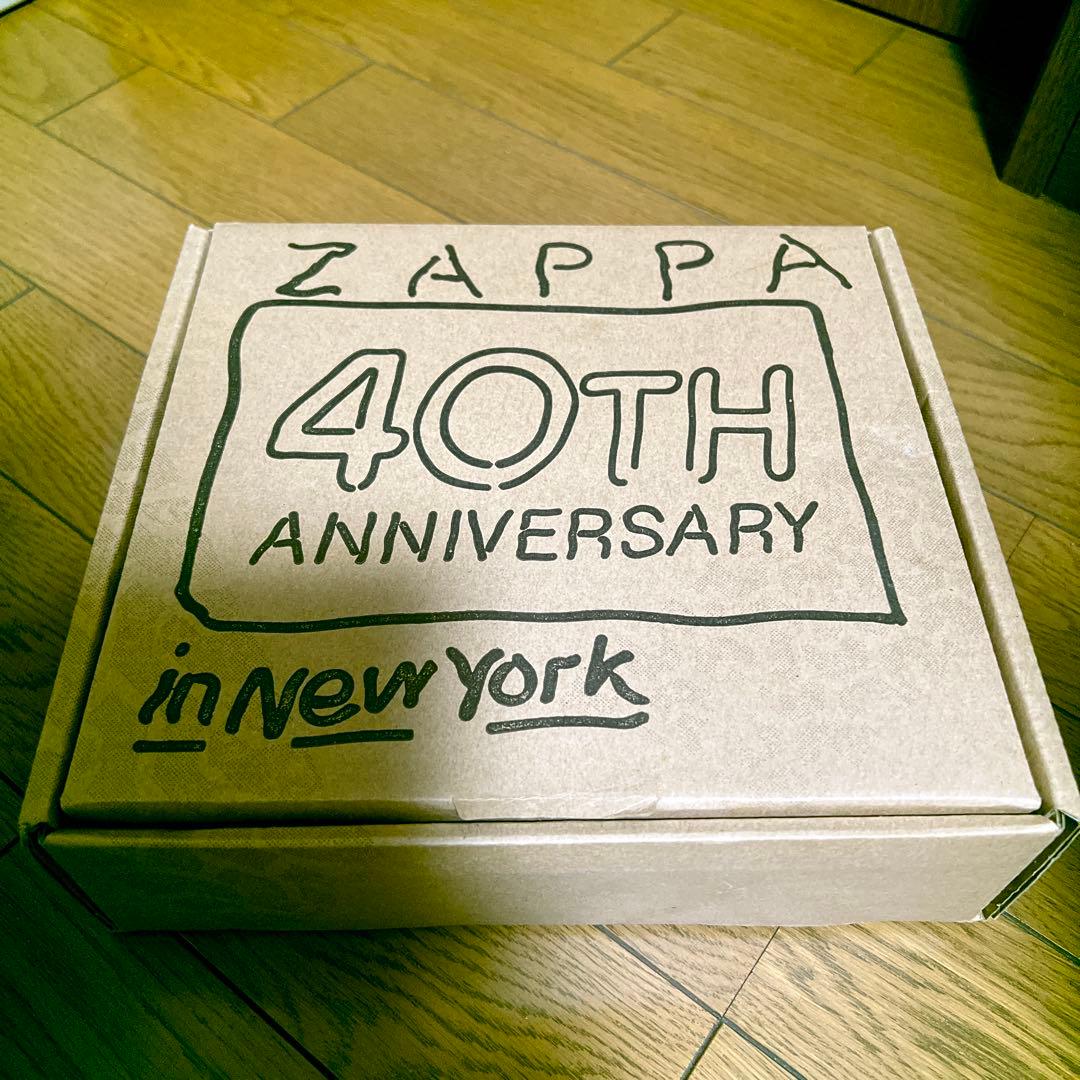 ZAPPA
40TH
ANNIVERSARY
in New York